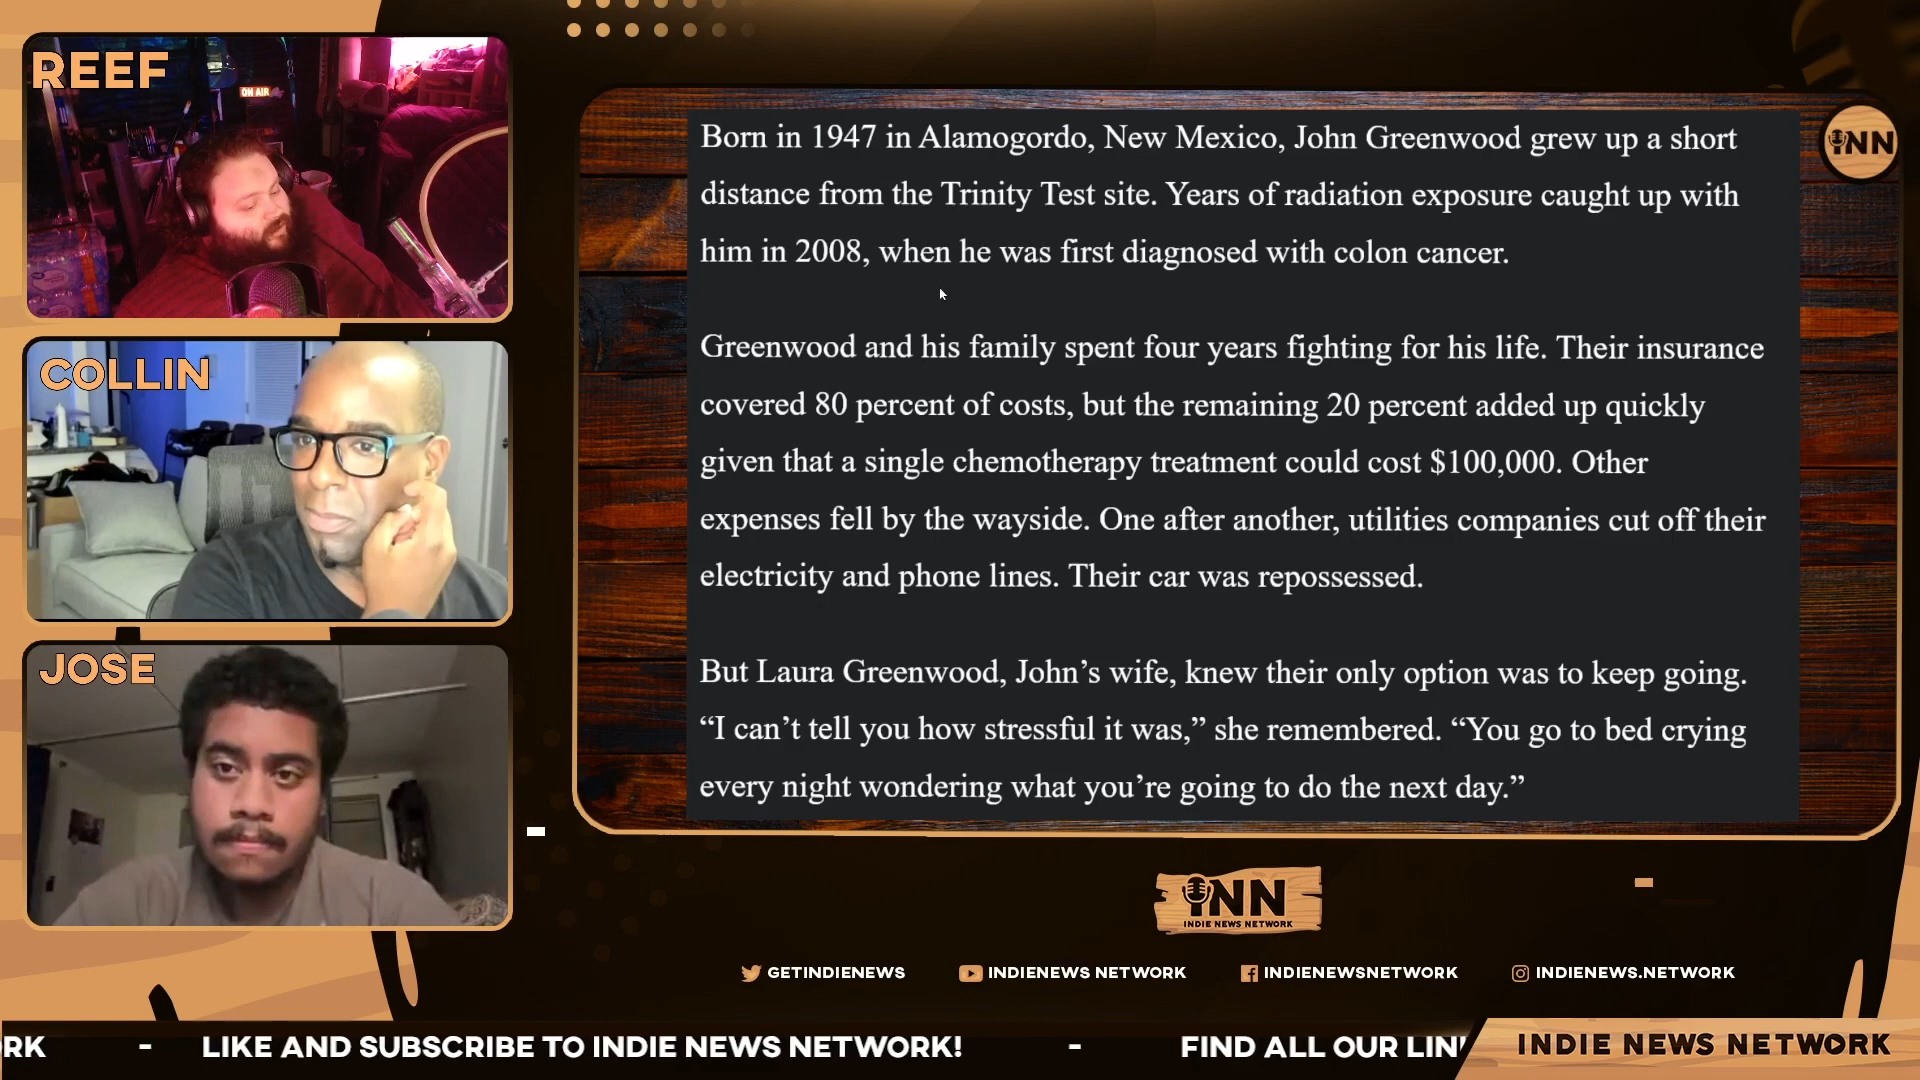 REEF
ON AIR
COLLIN
JOSE
Born in 1947 in Alamogordo, New Mexico, John Greenwood grew up a short
distance from the Trinity Test site. Years of radiation exposure caught up with
him in 2008, when he was first diagnosed with colon cancer.
Greenwood and his family spent four years fighting for his life. Their insurance
covered 80 percent of costs, but the remaining 20 percent added up quickly
given that a single chemotherapy treatment could cost $100,000. Other
expenses fell by the wayside. One after another, utilities companies cut off their
electricity and phone lines. Their car was repossessed.
But Laura Greenwood, John’s wife, knew their only option was to keep going.
“I can’t tell you how stressful it was,” she remembered. “You go to bed crying
every night wondering what you’re going to do the next day.”
INN
INN
INDIE NEWS NETWORK
GETINDIENEWS INDIENEWS NETWORK INDIENEWSNETWORK INDIENEWS.NETWORK
RK - LIKE AND SUBSCRIBE TO INDIE NEWS NETWORK! - FIND ALL OUR LIN
INDIE NEWS NETWORK